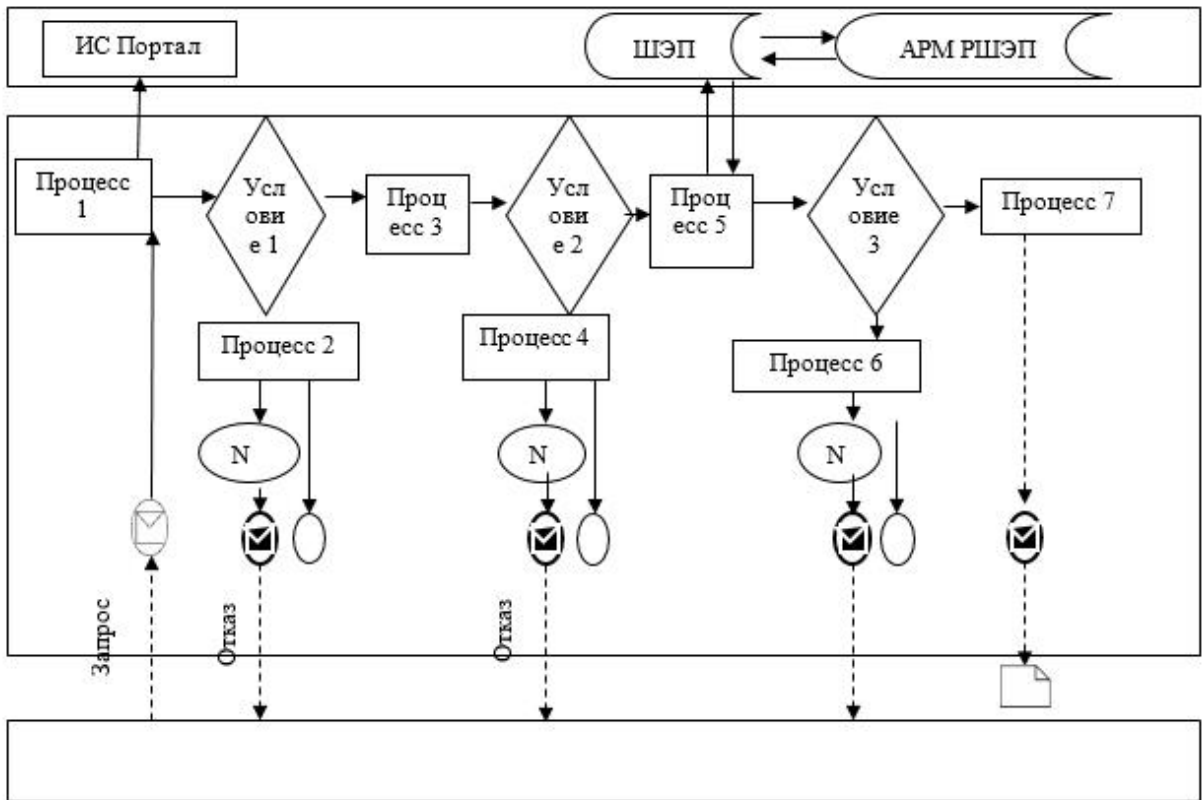 ИС Портал
ШЭП
АРМ РШЭП
Процесс
1
Усл
ови
е 1
Проц
есс 3
Усл
ови
е 2
Проц
есс 5
Усл
овие
3
Процесс 7
Процесс 2
Процесс 4
Процесс 6
N
N
N
Запрос
Отказ
Отказ